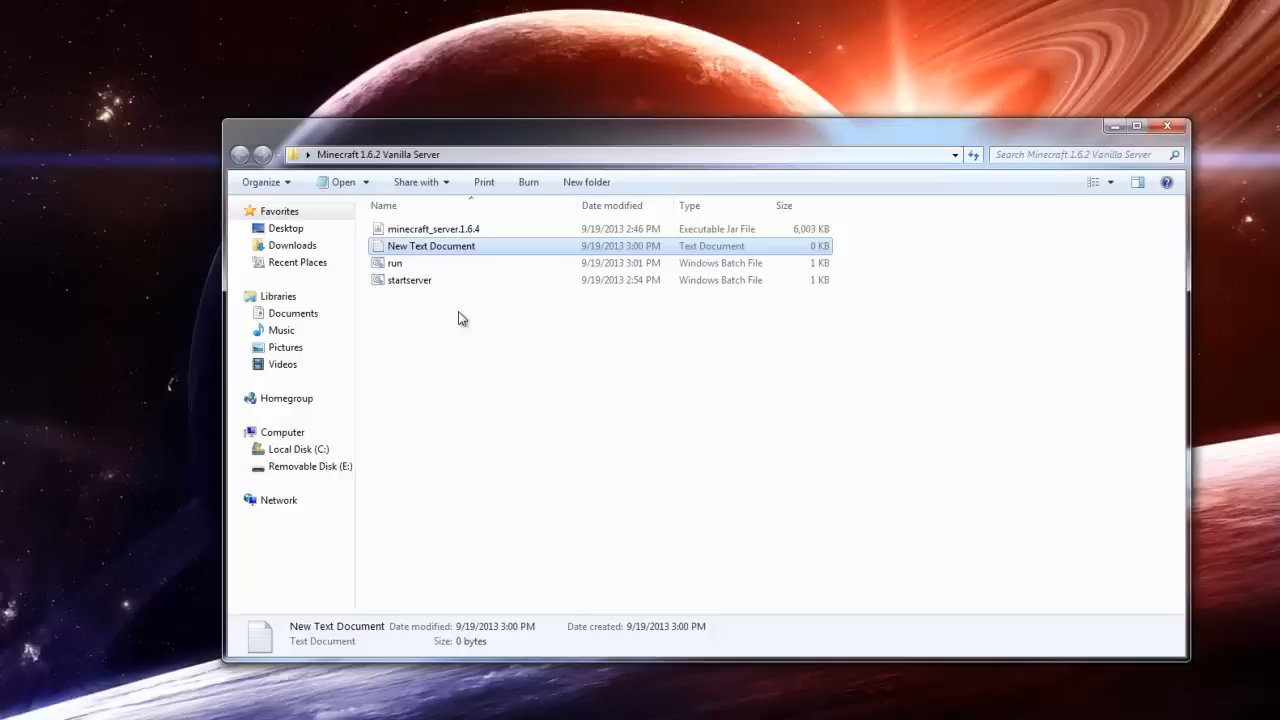 Minecraft 1.6.2 Vanilla Server
Search Minecraft 1.6.2 Vanilla Server
Organize Open Share with Print Burn New folder
Favorites
Desktop
Downloads
Recent Places
Libraries
Documents
Music
Pictures
Videos
Homegroup
Computer
Local Disk (C:)
Removable Disk (E:)
Network
Name Date modified Type Size
minecraft_server.1.6.4 9/19/2013 2:46 PM Executable Jar File 6,003 KB
New Text Document 9/19/2013 3:00 PM Text Document 0 KB
run 9/19/2013 3:01 PM Windows Batch File 1 KB
startserver 9/19/2013 2:54 PM Windows Batch File 1 KB
New Text Document Date modified: 9/19/2013 3:00 PM Date created: 9/19/2013 3:00 PM
Text Document Size: 0 bytes